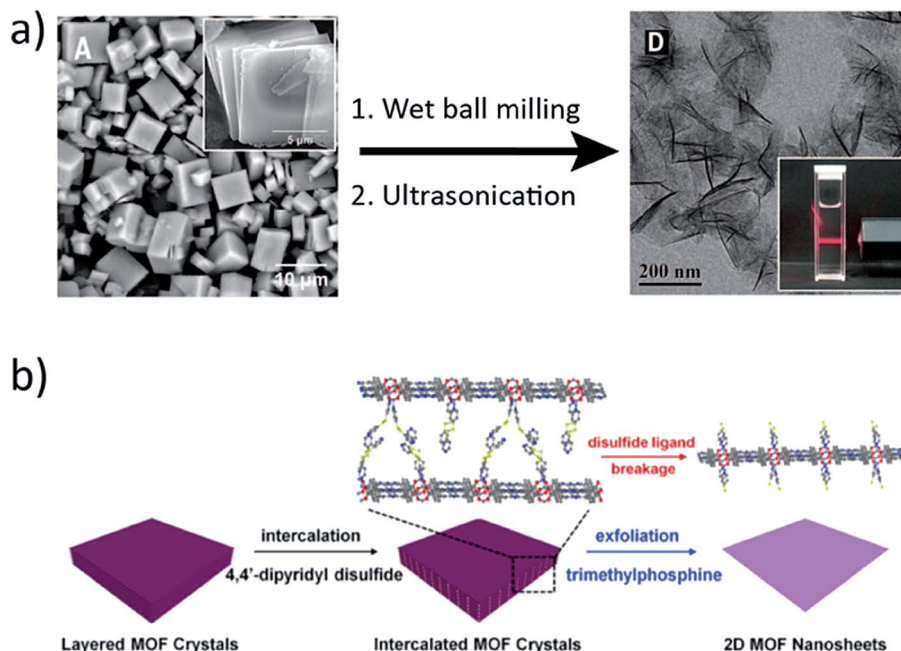 a)
A
5 μm
10 μm
1. Wet ball milling
2. Ultrasonication
D
200 nm
b)
disulfide ligand
breakage
intercalation
4,4'-dipyridyl disulfide
exfoliation
trimethylphosphine
Layered MOF Crystals
Intercalated MOF Crystals
2D MOF Nanosheets